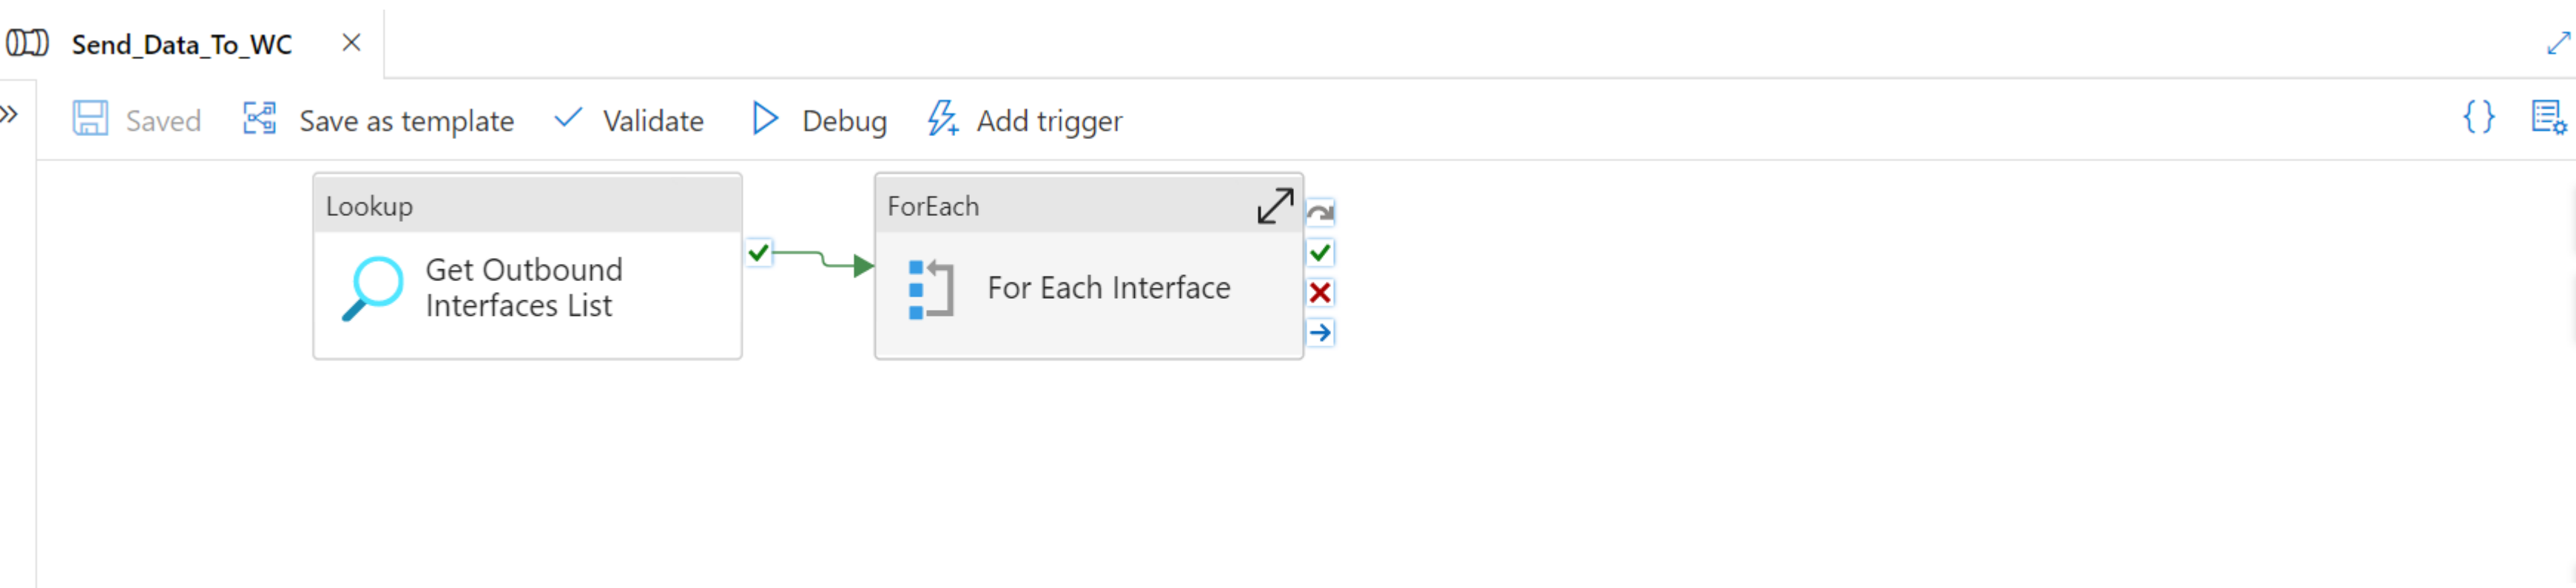 Send_Data_To_WC
Saved
Save as template
Validate
Debug
Add trigger
Lookup
Get Outbound
Interfaces List
ForEach
For Each Interface